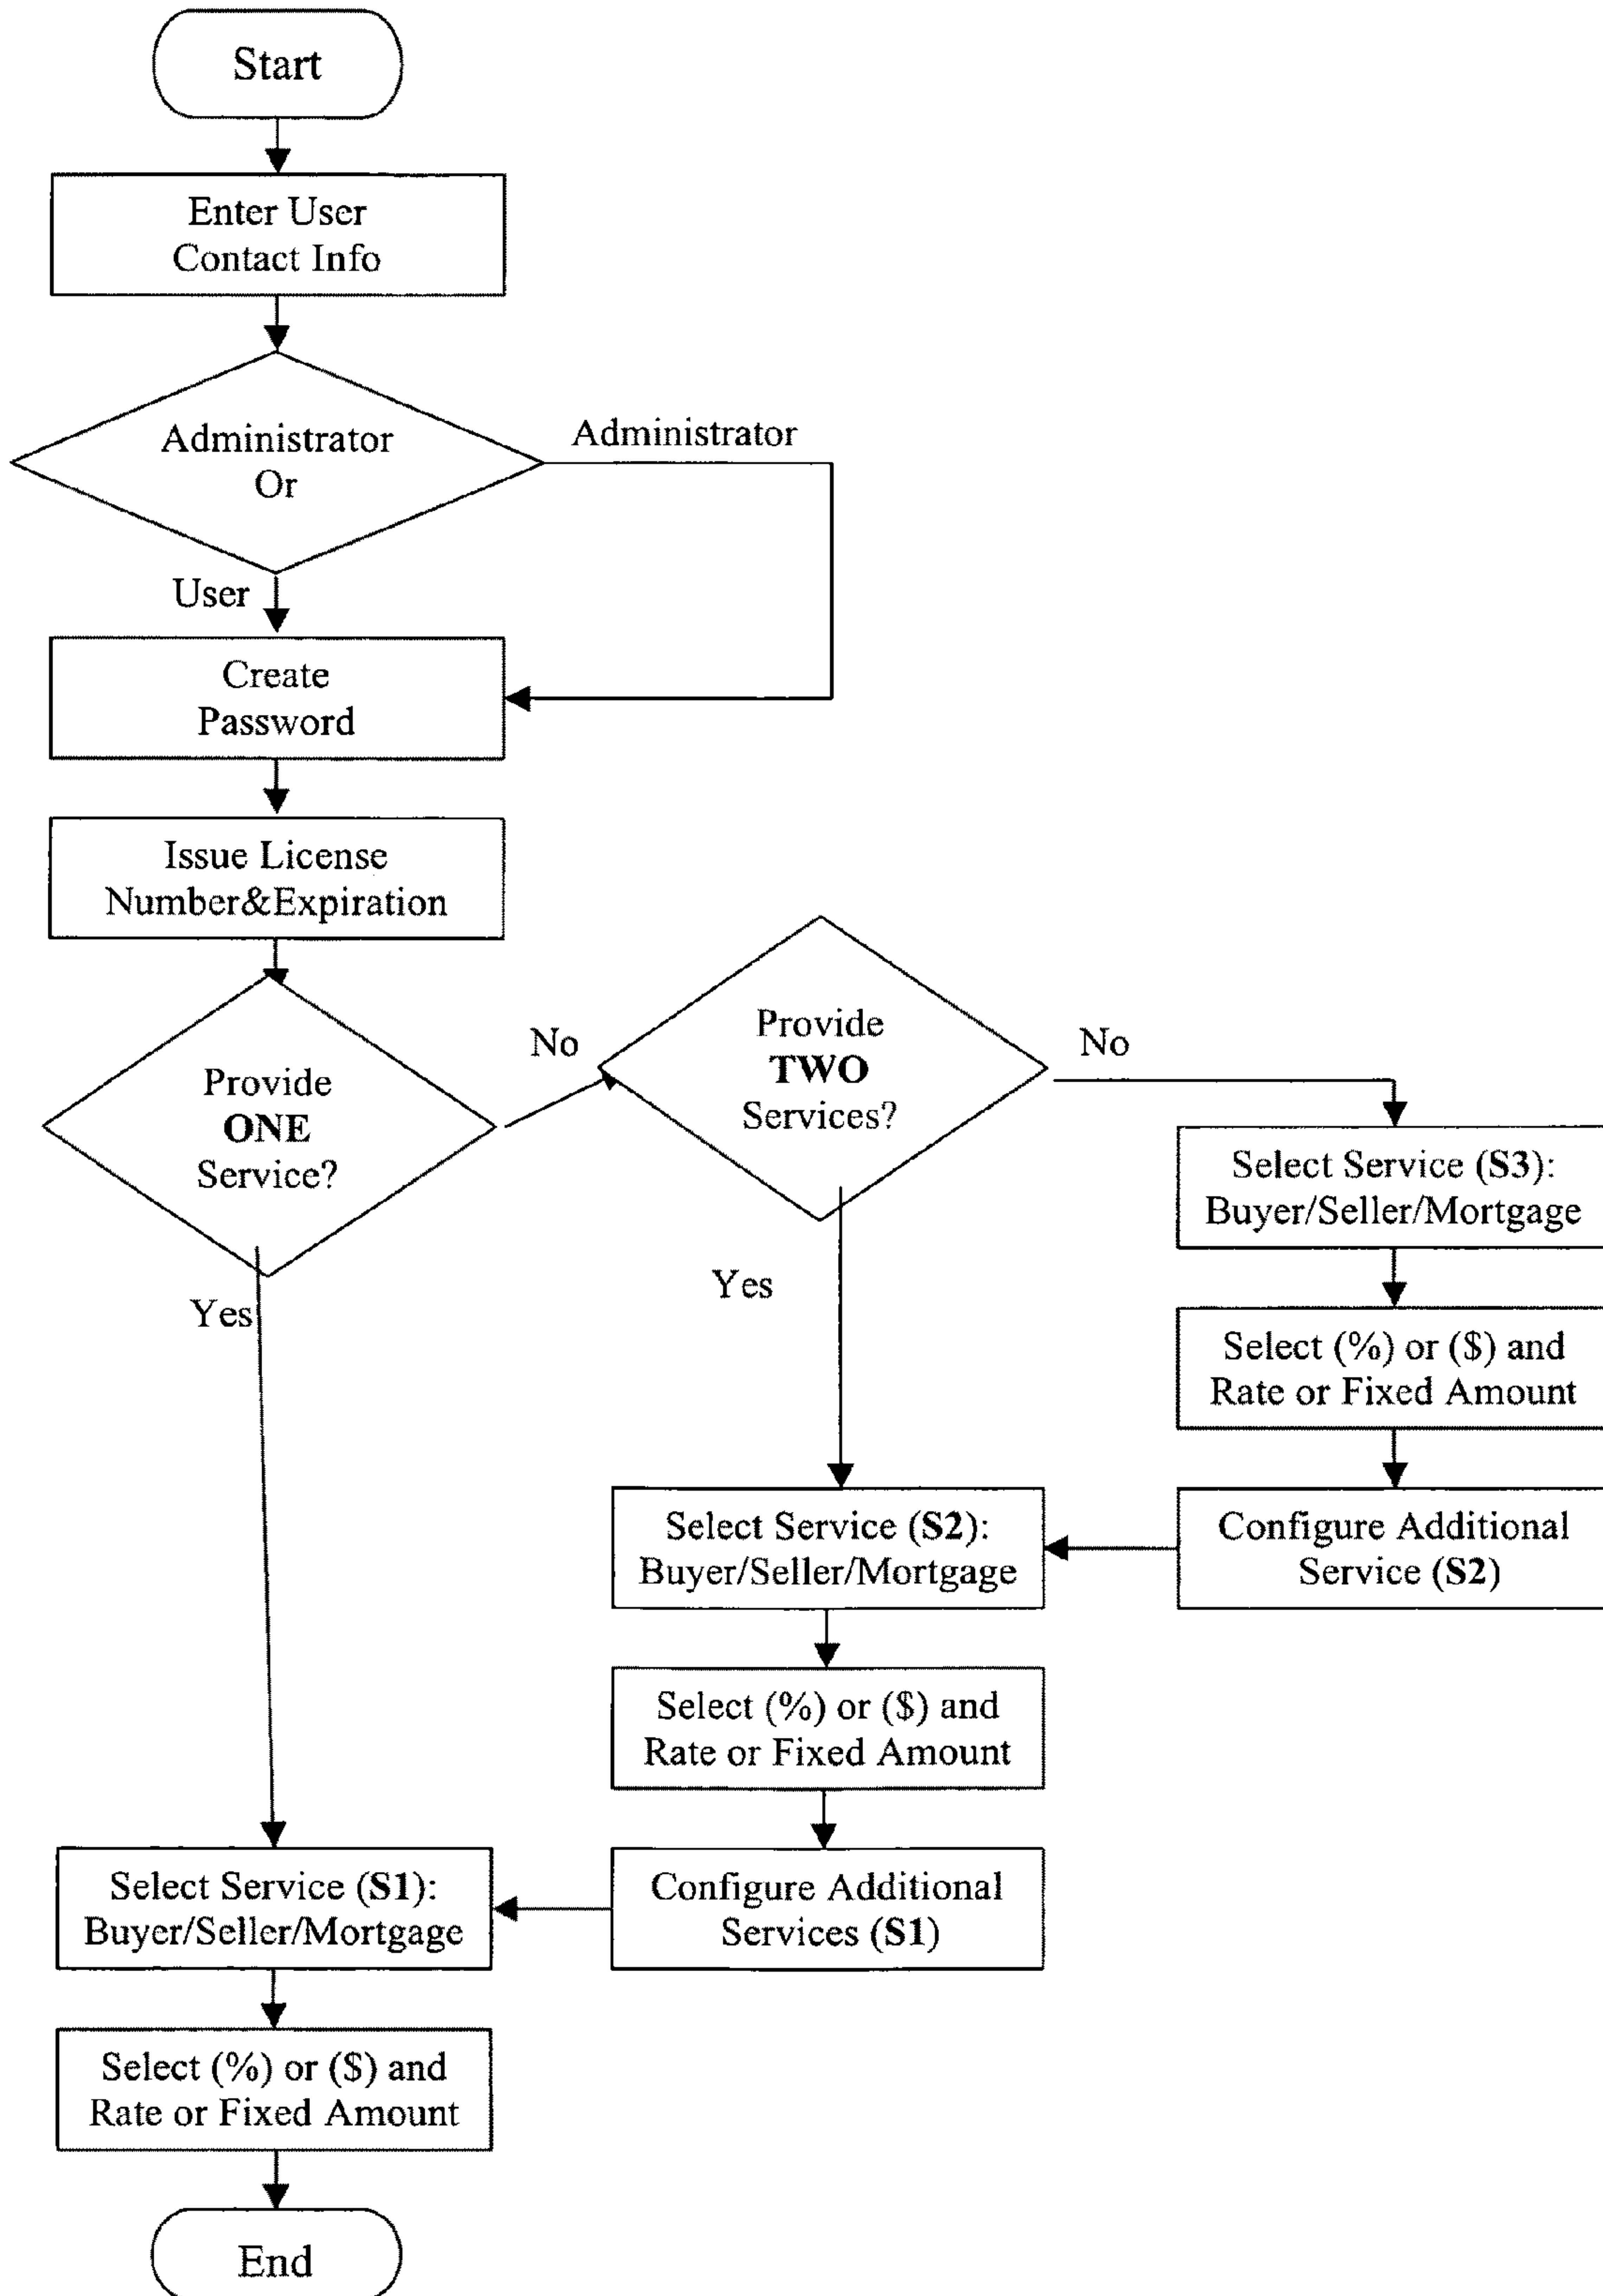 Start
Enter User
Contact Info
Administrator
Or
Administrator
User
Create
Password
Issue License
Number&Expiration
Provide
ONE
Service?
No
Provide
TWO
Services?
No
Yes
Yes
Select Service (S3):
Buyer/Seller/Mortgage
Select (%) or ($) and
Rate or Fixed Amount
Configure Additional
Service (S2)
Select Service (S2):
Buyer/Seller/Mortgage
Select (%) or ($) and
Rate or Fixed Amount
Configure Additional
Services (S1)
Select Service (S1):
Buyer/Seller/Mortgage
Select (%) or ($) and
Rate or Fixed Amount
End